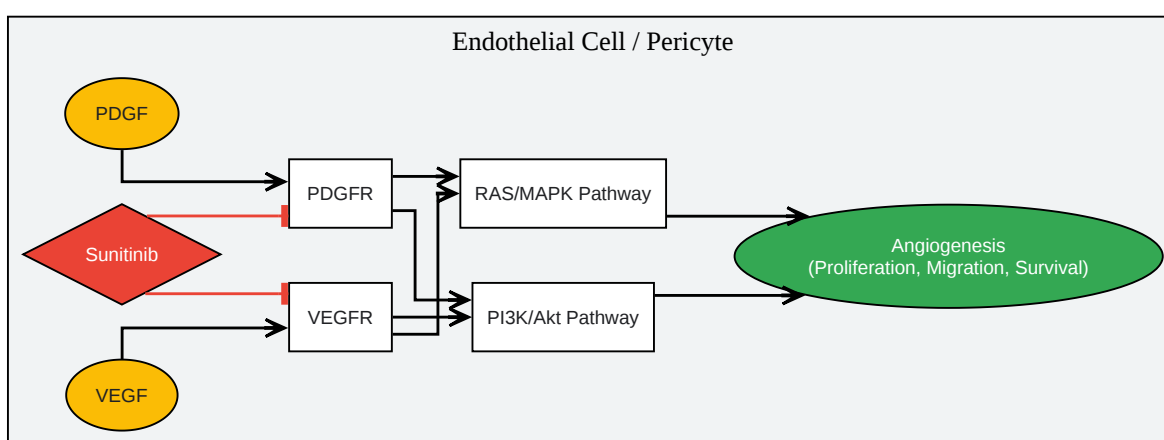 Endothelial Cell / Pericyte
PDGF
PDGFR
RAS/MAPK Pathway
Sunitinib
Angiogenesis
(Proliferation, Migration, Survival)
VEGFR
PI3K/Akt Pathway
VEGF